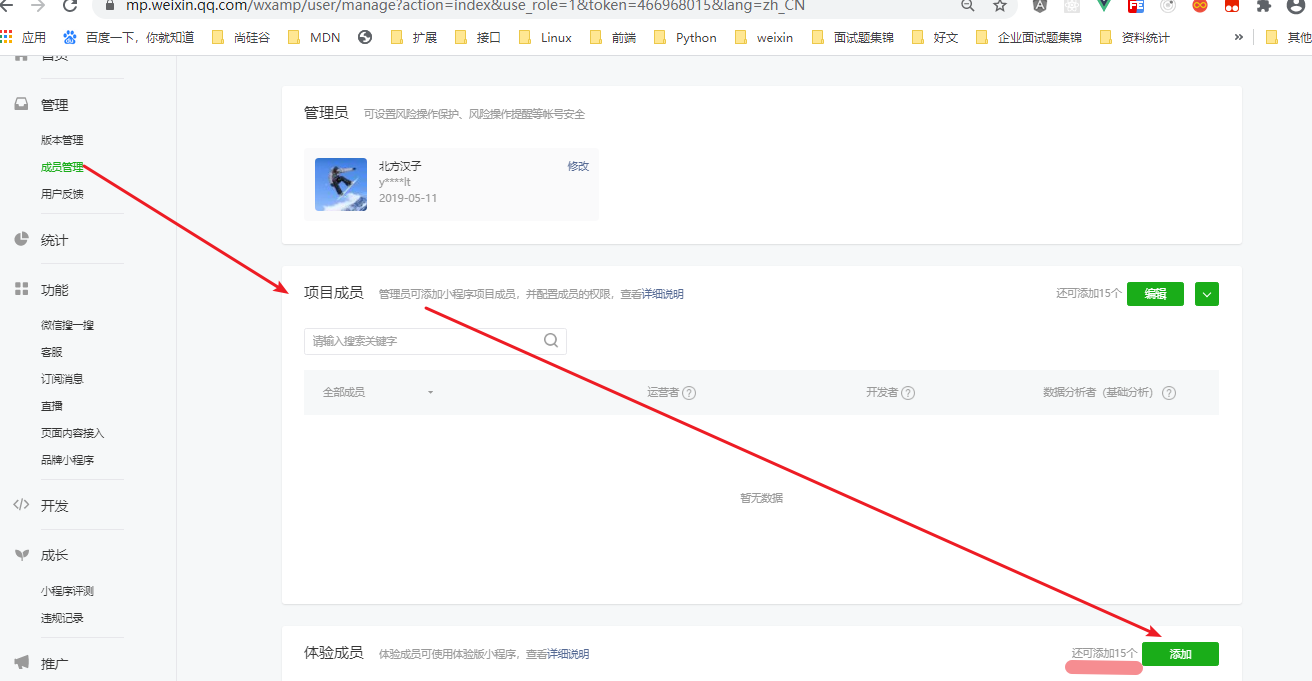 mp.weixin.qq.com/wxamp/user/manage?action=index&use_role=1&token=466968015&lang=zh_CN
应用 百度一下，你就知道 尚硅谷 MDN 扩展 接口 Linux 前端 Python weixin 面试题集锦 好文 企业面试题集锦 资料统计 » 其他
首页
管理
版本管理
成员管理
用户反馈
统计
功能
微信搜一搜
客服
订阅消息
直播
页面内容接入
品牌小程序
开发
成长
小程序评测
违规记录
推广
管理员 可设置风险操作保护、风险操作提醒等帐号安全
北方汉子 修改
y****lt
2019-05-11
项目成员 管理员可添加小程序项目成员，并配置成员的权限，查看详细说明 还可添加15个 编辑
请输入搜索关键字
全部成员 运营者 ? 开发者 ? 数据分析者（基础分析） ?
暂无数据
体验成员 体验成员可使用体验版小程序，查看详细说明 还可添加15个 添加